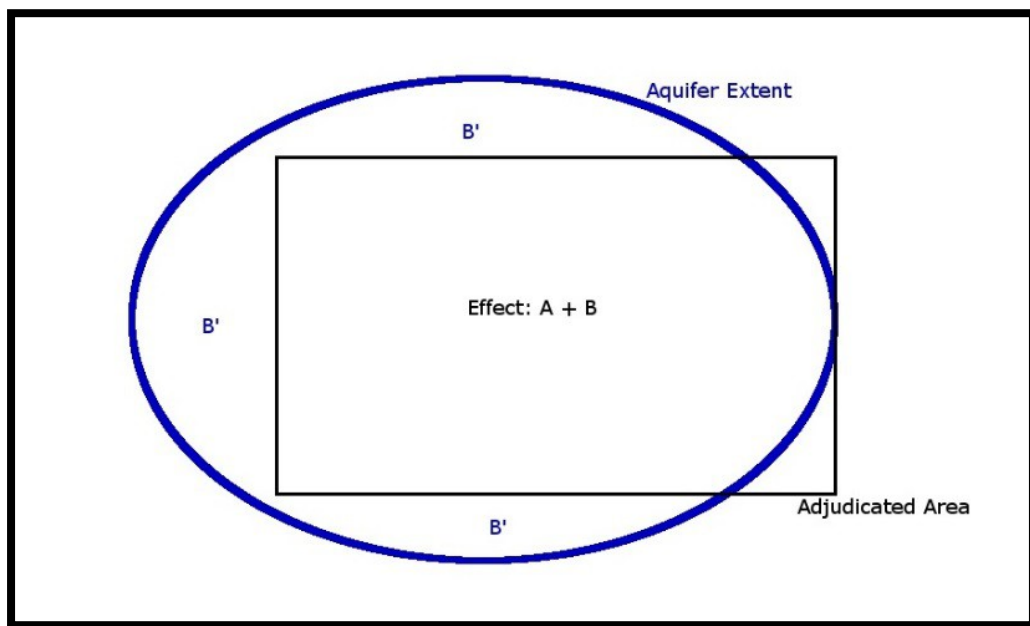 Aquifer Extent
B'
Effect: A + B
B'
Adjudicated Area
B'